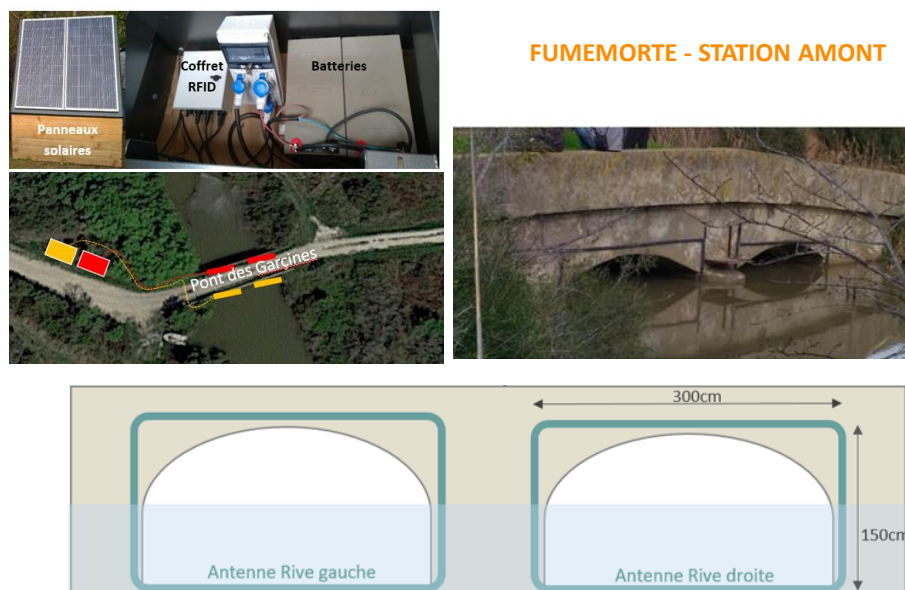 FUMEMORTE - STATION AMONT
Coffret
RFID
Batteries
Panneaux
solaires
Pont des Garcines
300cm
150cm
Antenne Rive gauche
Antenne Rive droite